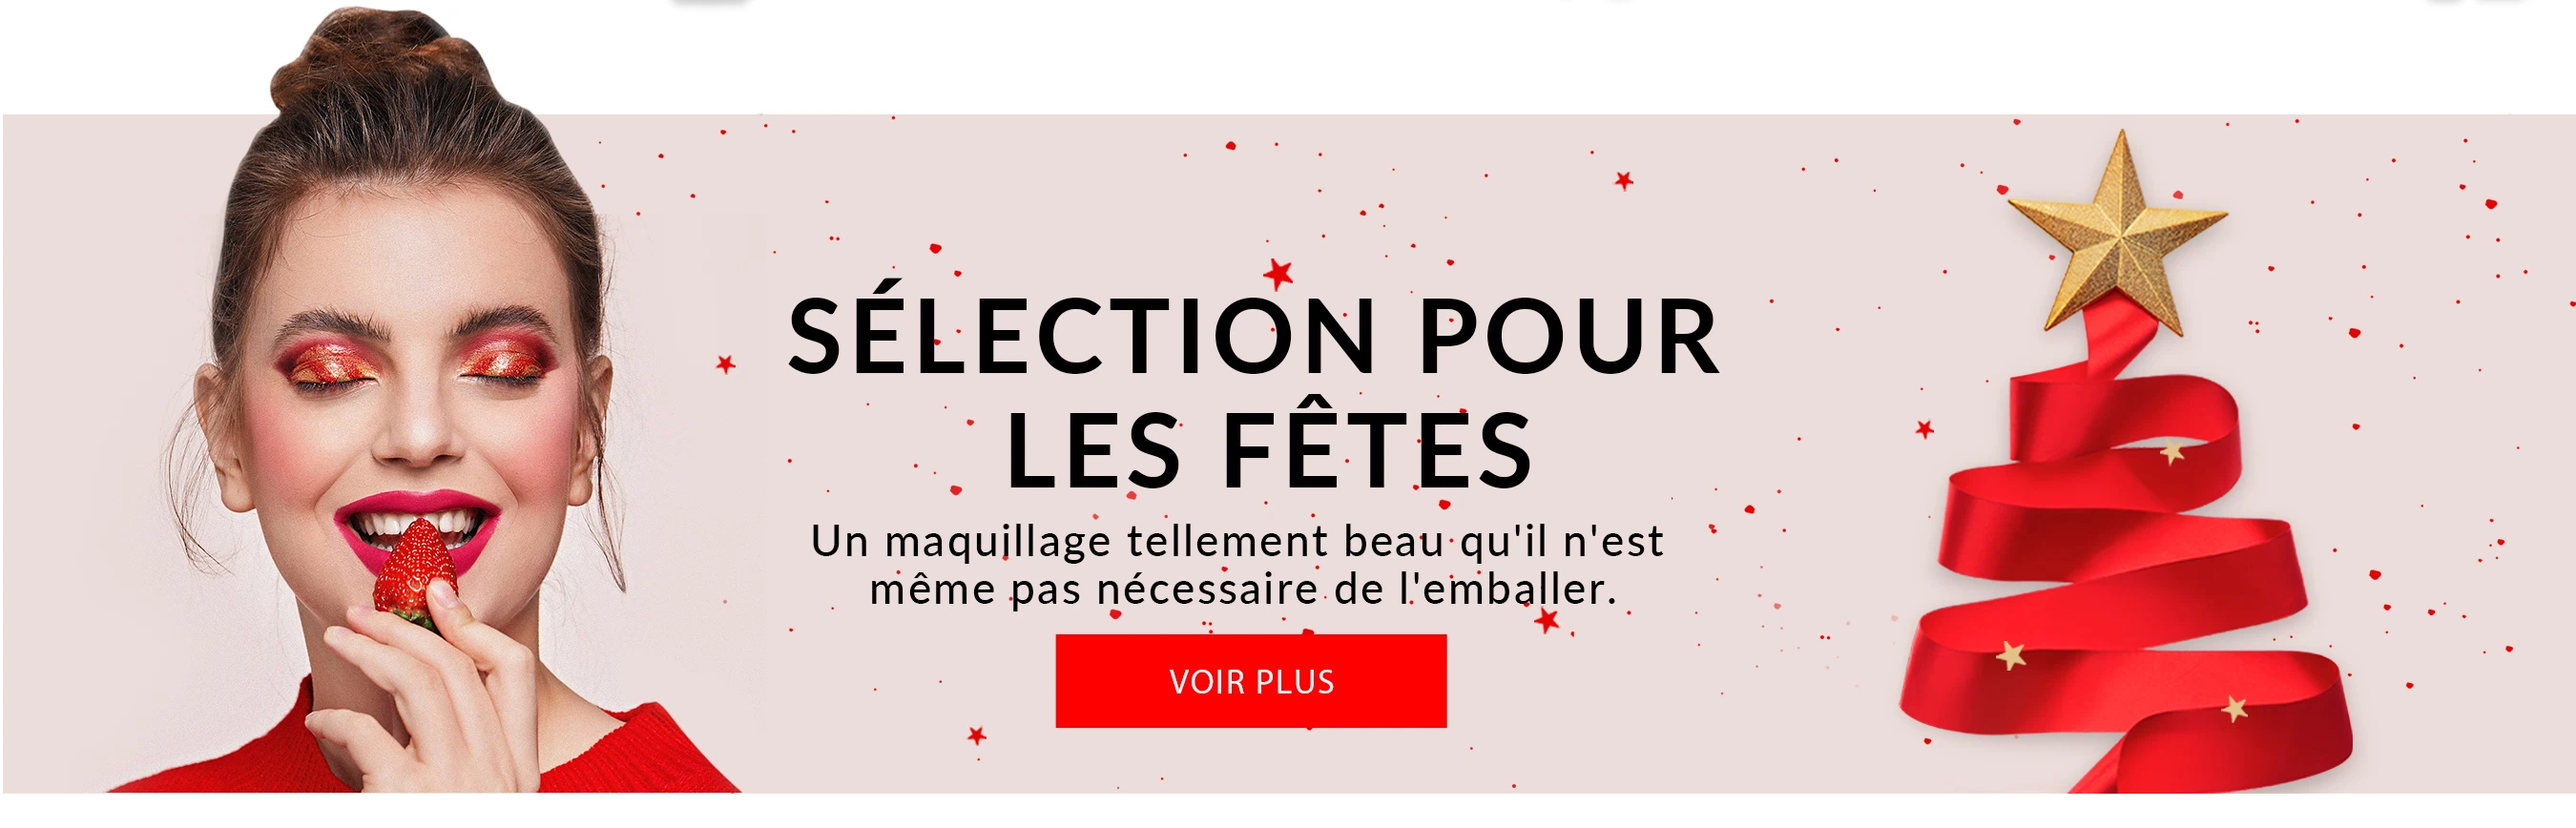 SÉLECTION POUR
LES FÊTES
Un maquillage tellement beau qu'il n'est
même pas nécessaire de l'emballer.
VOIR PLUS